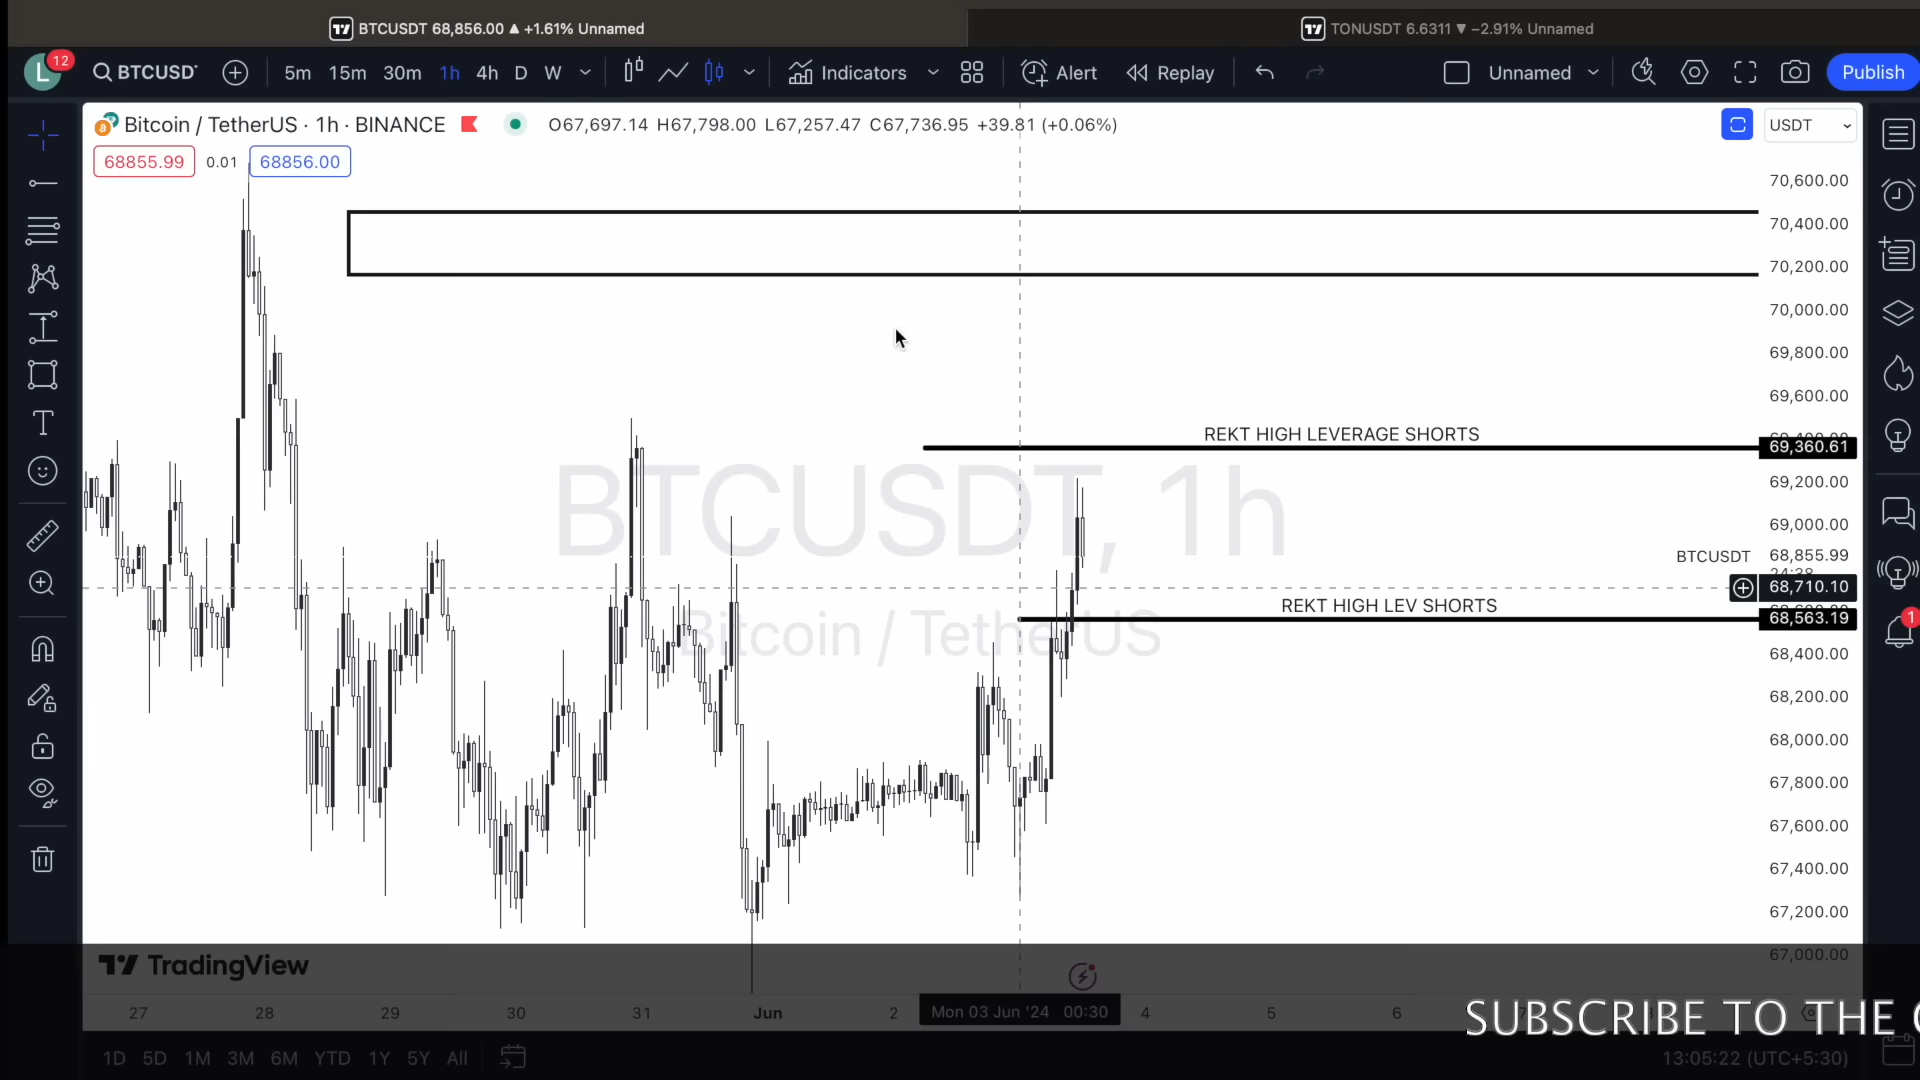 BTCUSDT 68,856.00 ▲ +1.61% Unnamed
TONUSDT 6.6311 ▼ −2.91% Unnamed
L
12
BTCUSDT
5m 15m 30m 1h 4h D W
Indicators
Alert
Replay
Unnamed
Publish
Bitcoin / TetherUS · 1h · BINANCE
O67,697.14 H67,798.00 L67,257.47 C67,736.95 +39.81 (+0.06%)
USDT
68855.99 0.01 68856.00
70,600.00
70,400.00
70,200.00
70,000.00
69,800.00
69,600.00
REKT HIGH LEVERAGE SHORTS
69,360.61
69,200.00
BTCUSDT, 1h
69,000.00
BTCUSDT 68,855.99
68,710.10
REKT HIGH LEV SHORTS
68,563.19
1
Bitcoin / TetherUS
68,400.00
68,200.00
68,000.00
67,800.00
67,600.00
67,400.00
67,200.00
67,000.00
TradingView
27 28 29 30 31 Jun 2 Mon 03 Jun '24 00:30 4 5 6
SUBSCRIBE TO THE
1D 5D 1M 3M 6M YTD 1Y 5Y All
13:05:22 (UTC+5:30)